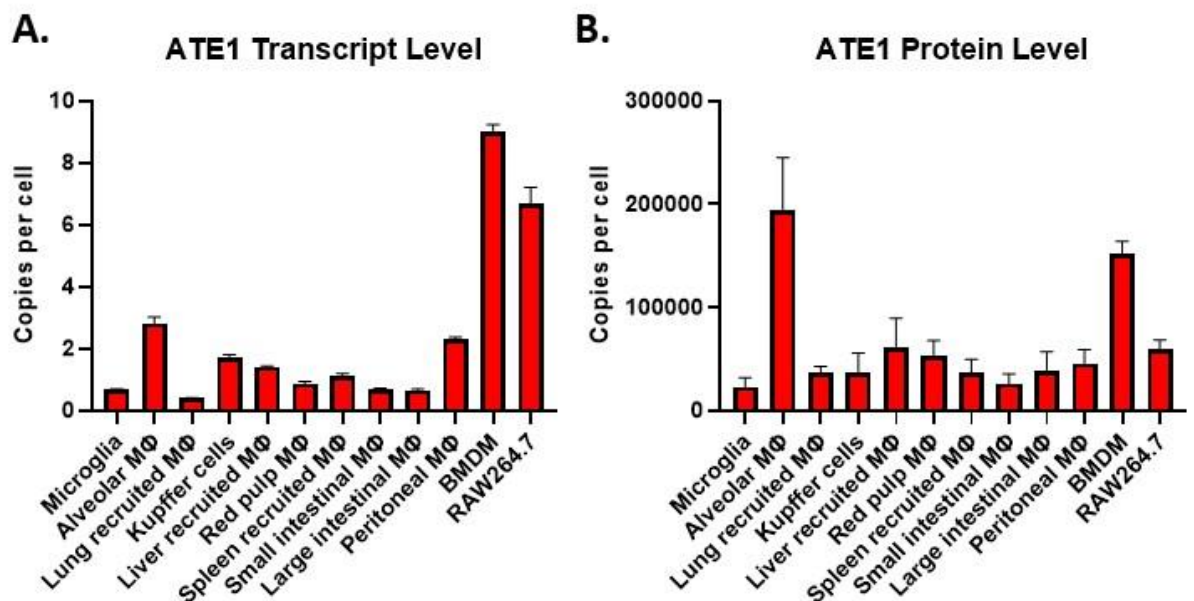 A.
ATE1 Transcript Level
Copies per cell
10
8
6
4
2
0
Microglia
Alveolar MΦ
Lung recruited MΦ
Kupffer cells
Liver recruited MΦ
Red pulp MΦ
Spleen recruited MΦ
Small intestinal MΦ
Large intestinal MΦ
Peritoneal MΦ
BMDM
RAW264.7
B.
ATE1 Protein Level
Copies per cell
300000
200000
100000
0
Microglia
Alveolar MΦ
Lung recruited MΦ
Kupffer cells
Liver recruited MΦ
Red pulp MΦ
Spleen recruited MΦ
Small intestinal MΦ
Large intestinal MΦ
Peritoneal MΦ
BMDM
RAW264.7